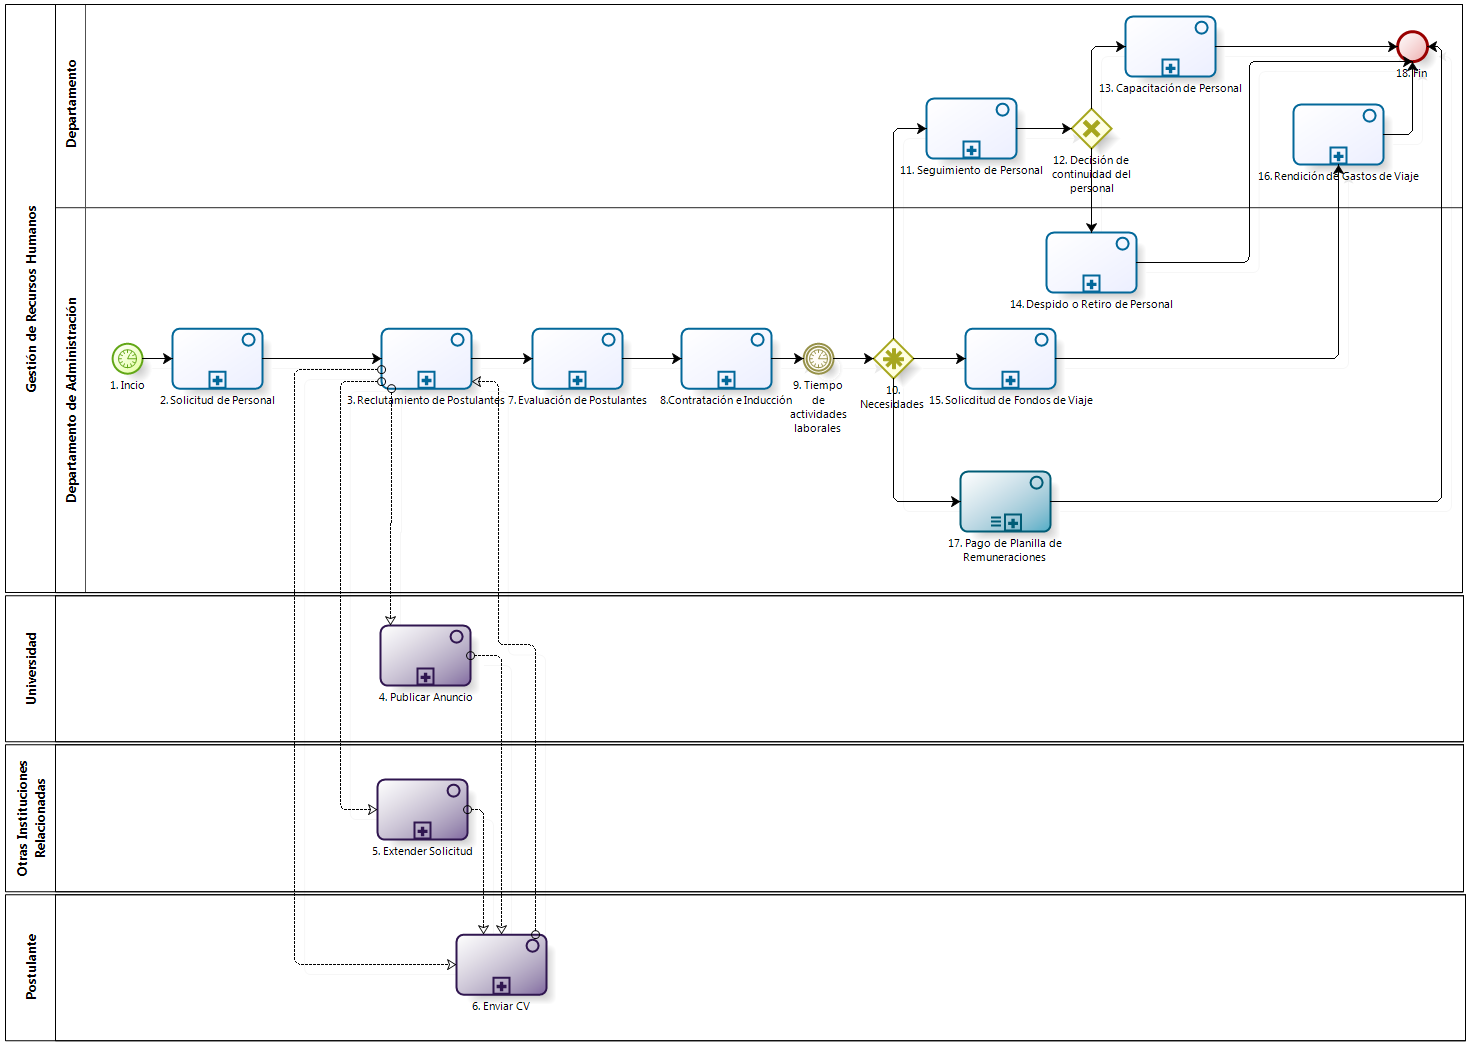 Gestión de Recursos Humanos
Departamento
13. Capacitación de Personal
18. Fin
11. Seguimiento de Personal
12. Decisión de
continuidad del
personal
16. Rendición de Gastos de Viaje
Departamento de Administración
14. Despido o Retiro de Personal
1. Incio
2. Solicitud de Personal
3. Reclutamiento de Postulantes
7. Evaluación de Postulantes
8.Contratación e Inducción
9. Tiempo
de
actividades
laborales
10.
Necesidades
15. Solicditud de Fondos de Viaje
17. Pago de Planilla de
Remuneraciones
Universidad
4. Publicar Anuncio
Otras Instituciones
Relacionadas
5. Extender Solicitud
Postulante
6. Enviar CV